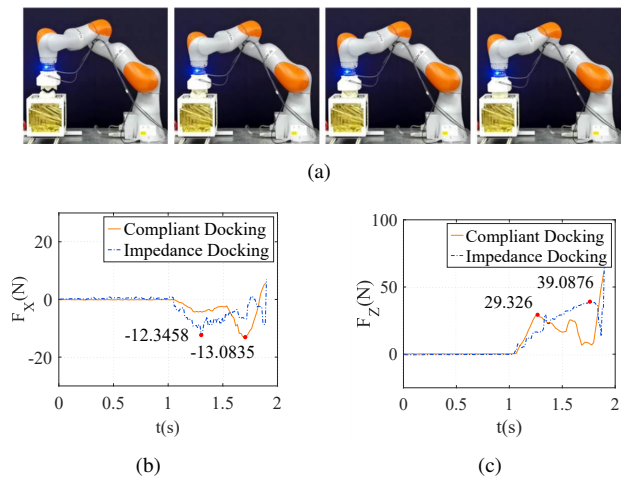 (a)
30
0
-20
F_X(N)
Compliant Docking
Impedance Docking
-12.3458
-13.0835
0 0.5 1 1.5 2
t(s)
(b)
100
50
0
F_Z(N)
Compliant Docking
Impedance Docking
39.0876
29.326
0 0.5 1 1.5 2
t(s)
(c)